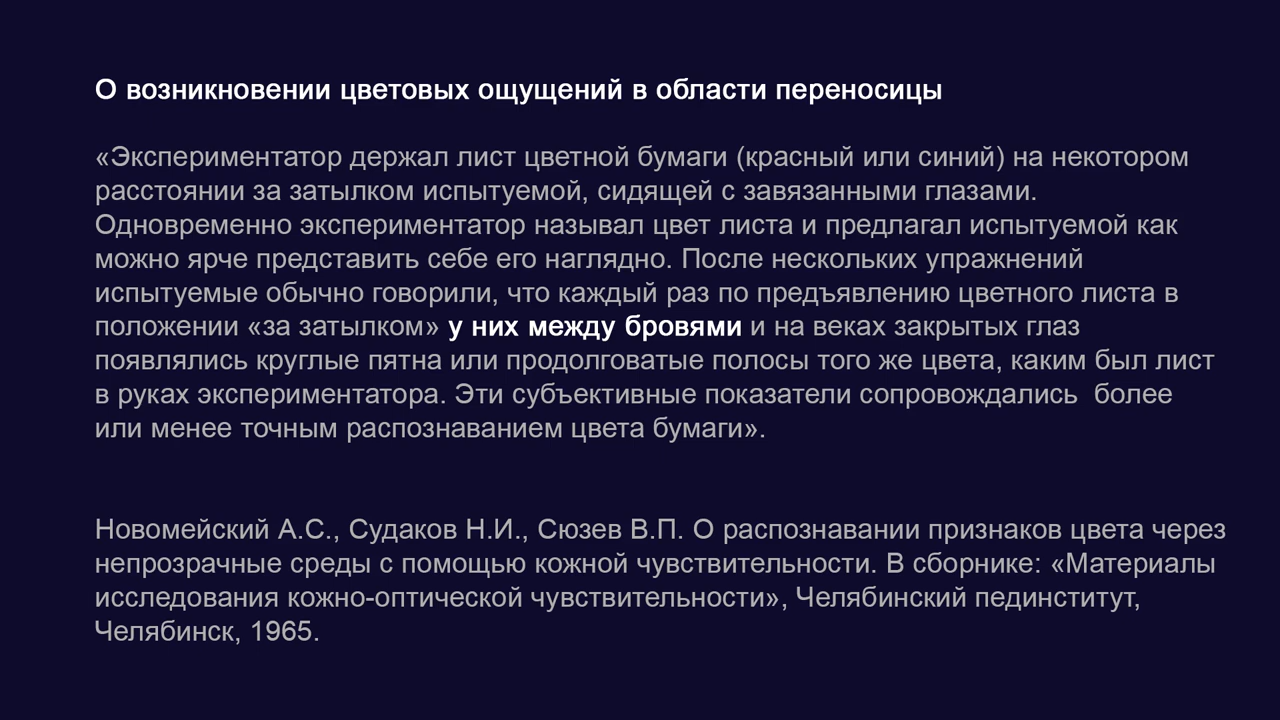 О возникновении цветовых ощущений в области переносицы
«Экспериментатор держал лист цветной бумаги (красный или синий) на некотором
расстоянии за затылком испытуемой, сидящей с завязанными глазами.
Одновременно экспериментатор называл цвет листа и предлагал испытуемой как
можно ярче представить себе его наглядно. После нескольких упражнений
испытуемые обычно говорили, что каждый раз по предъявлению цветного листа в
положении «за затылком» у них между бровями и на веках закрытых глаз
появлялись круглые пятна или продолговатые полосы того же цвета, каким был лист
в руках экспериментатора. Эти субъективные показатели сопровождались  более
или менее точным распознаванием цвета бумаги».
Новомейский А.С., Судаков Н.И., Сюзев В.П. О распознавании признаков цвета через
непрозрачные среды с помощью кожной чувствительности. В сборнике: «Материалы
исследования кожно-оптической чувствительности», Челябинский пединститут,
Челябинск, 1965.